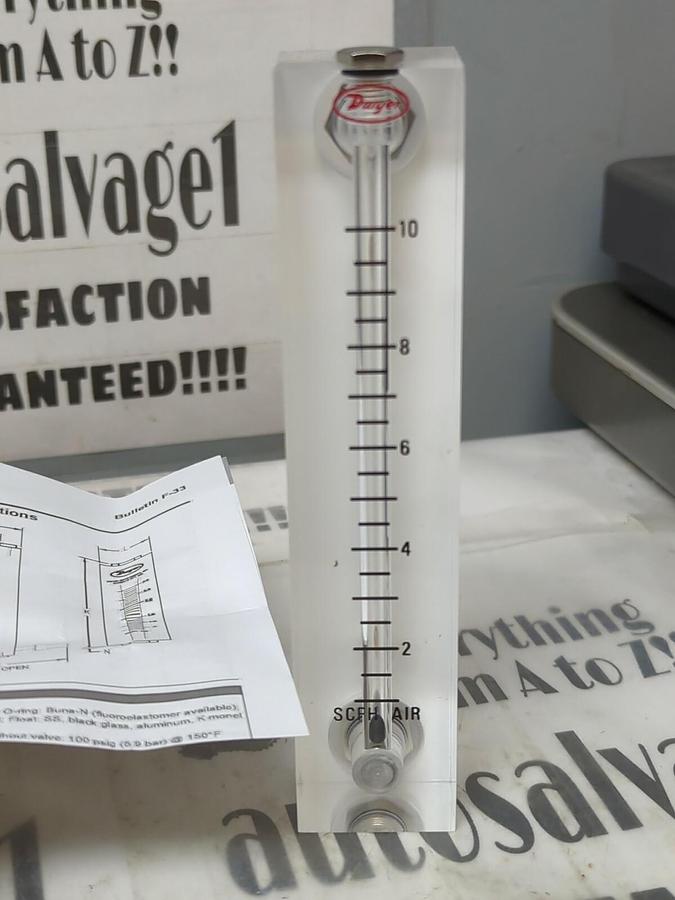 rything
m A to Z!!
salvage1
SFACTION
ANTEED!!!!
Dwyer
10
8
6
4
2
SCFH AIR
tions
Bulletin F-33
OPEN
O-ring: Buna-N (fluoroelastomer available);
Float: SS, black glass, aluminum, K-monel
hout valve: 100 psig (6.9 bar) @ 150°F
!!
rything
m A to Z!
autosalva